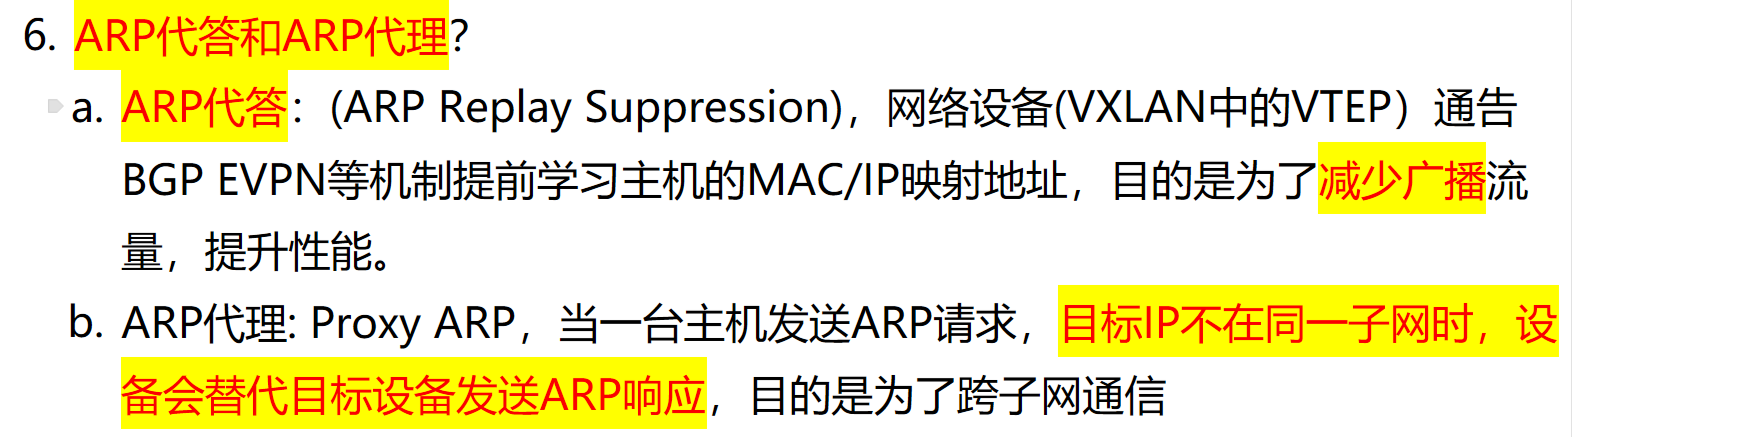 6. ARP代答和ARP代理?
a. ARP代答：(ARP Replay Suppression)，网络设备(VXLAN中的VTEP）通告
BGP EVPN等机制提前学习主机的MAC/IP映射地址，目的是为了减少广播流
量，提升性能。
b. ARP代理: Proxy ARP，当一台主机发送ARP请求，目标IP不在同一子网时，设
备会替代目标设备发送ARP响应，目的是为了跨子网通信